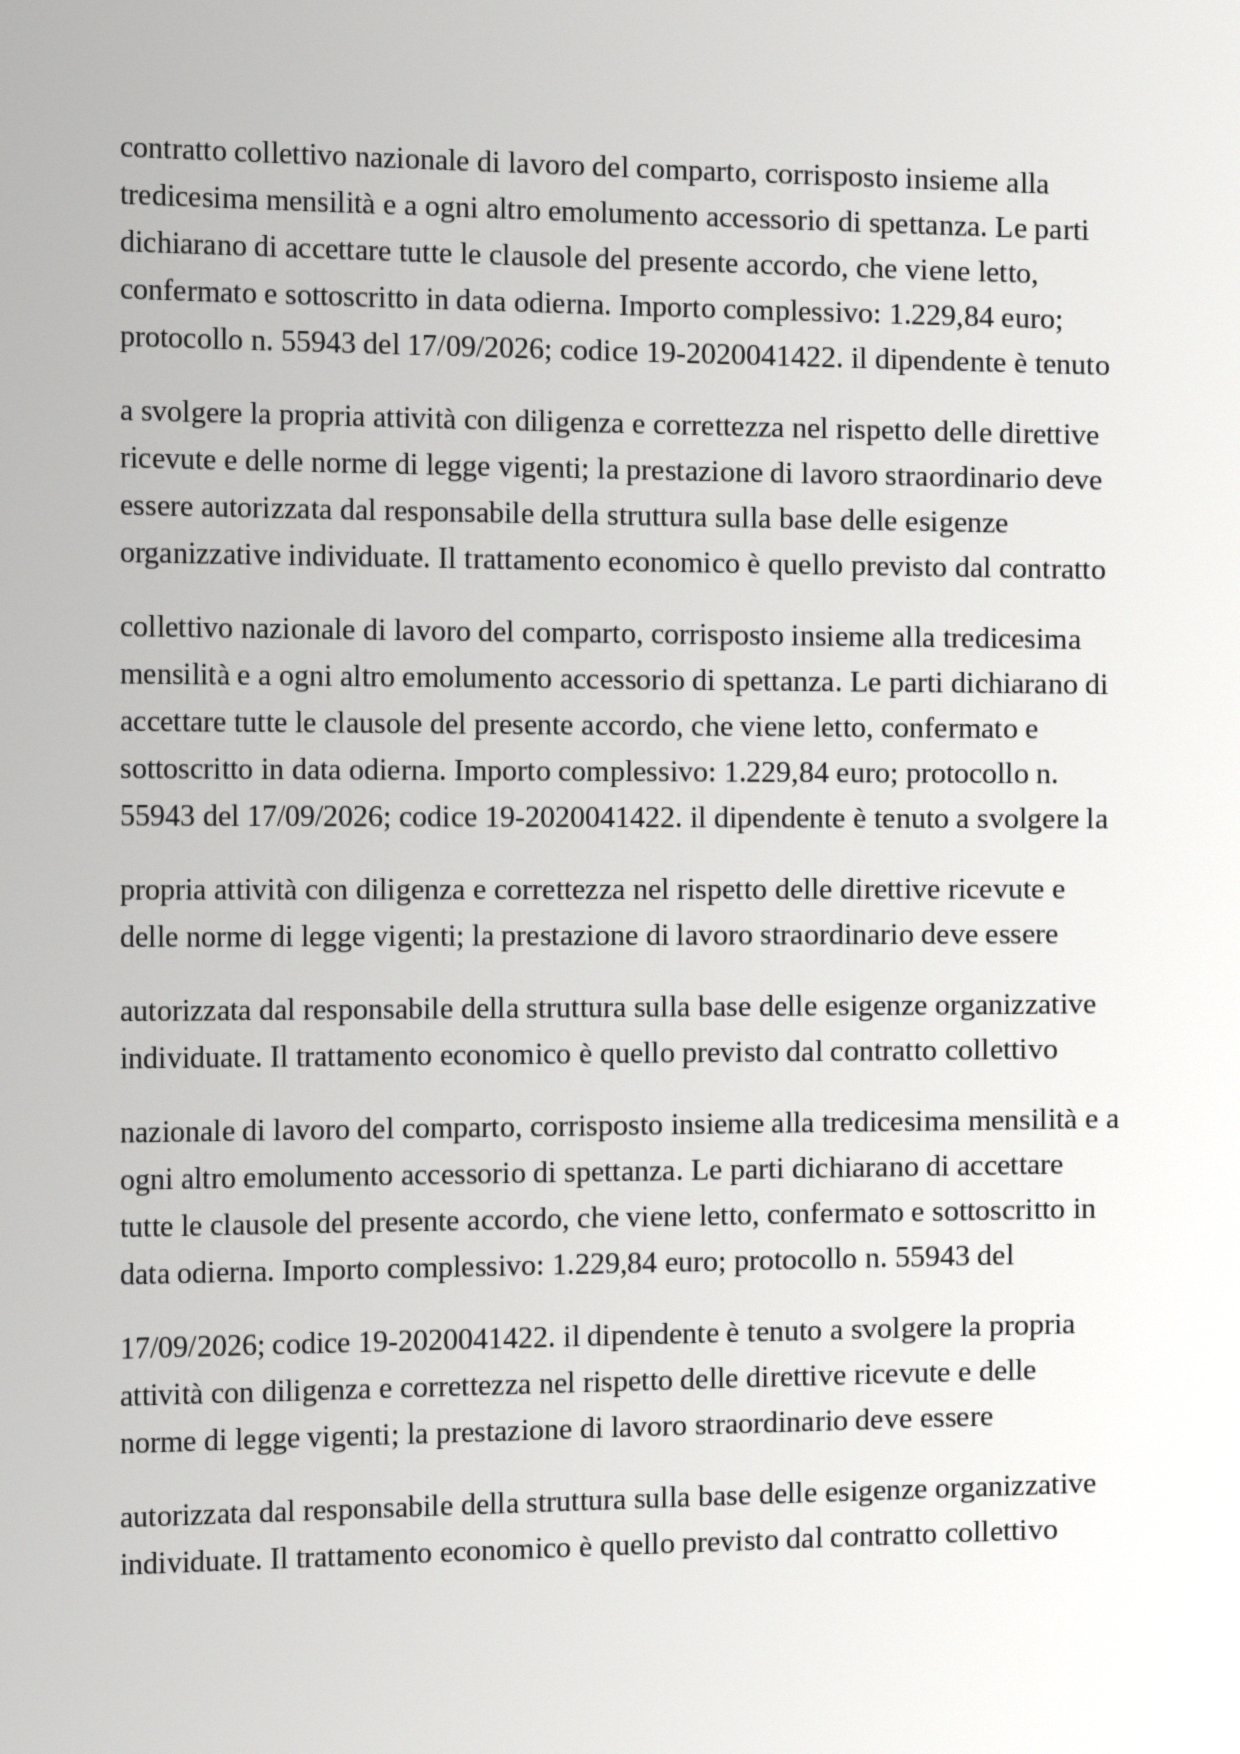 contratto collettivo nazionale di lavoro del comparto, corrisposto insieme alla
tredicesima mensilità e a ogni altro emolumento accessorio di spettanza. Le parti
dichiarano di accettare tutte le clausole del presente accordo, che viene letto,
confermato e sottoscritto in data odierna. Importo complessivo: 1.229,84 euro;
protocollo n. 55943 del 17/09/2026; codice 19-2020041422. il dipendente è tenuto
a svolgere la propria attività con diligenza e correttezza nel rispetto delle direttive
ricevute e delle norme di legge vigenti; la prestazione di lavoro straordinario deve
essere autorizzata dal responsabile della struttura sulla base delle esigenze
organizzative individuate. Il trattamento economico è quello previsto dal contratto
collettivo nazionale di lavoro del comparto, corrisposto insieme alla tredicesima
mensilità e a ogni altro emolumento accessorio di spettanza. Le parti dichiarano di
accettare tutte le clausole del presente accordo, che viene letto, confermato e
sottoscritto in data odierna. Importo complessivo: 1.229,84 euro; protocollo n.
55943 del 17/09/2026; codice 19-2020041422. il dipendente è tenuto a svolgere la
propria attività con diligenza e correttezza nel rispetto delle direttive ricevute e
delle norme di legge vigenti; la prestazione di lavoro straordinario deve essere
autorizzata dal responsabile della struttura sulla base delle esigenze organizzative
individuate. Il trattamento economico è quello previsto dal contratto collettivo
nazionale di lavoro del comparto, corrisposto insieme alla tredicesima mensilità e a
ogni altro emolumento accessorio di spettanza. Le parti dichiarano di accettare
tutte le clausole del presente accordo, che viene letto, confermato e sottoscritto in
data odierna. Importo complessivo: 1.229,84 euro; protocollo n. 55943 del
17/09/2026; codice 19-2020041422. il dipendente è tenuto a svolgere la propria
attività con diligenza e correttezza nel rispetto delle direttive ricevute e delle
norme di legge vigenti; la prestazione di lavoro straordinario deve essere
autorizzata dal responsabile della struttura sulla base delle esigenze organizzative
individuate. Il trattamento economico è quello previsto dal contratto collettivo